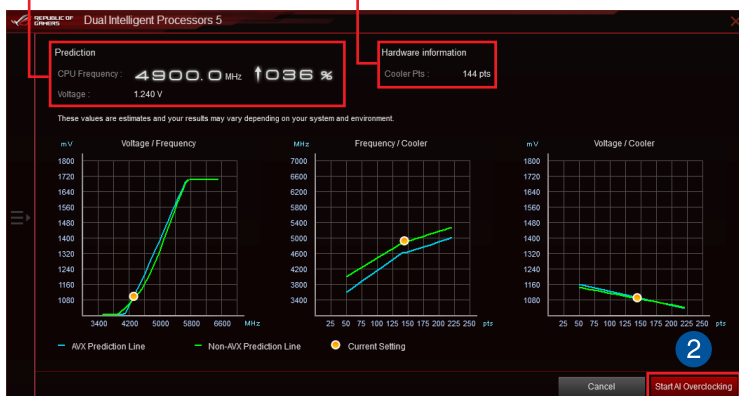 REPUBLIC OF
GAMERS
Dual Intelligent Processors 5
Prediction
CPU Frequency :
4900.0 MHz ↑036 %
Voltage :
1.240 V
Hardware information
Cooler Pts :
144 pts
These values are estimates and your results may vary depending on your system and environment.
mV
Voltage / Frequency
1800
1720
1640
1560
1480
1400
1320
1240
1160
1080
3400 4200 5000 5800 6600 MHz
MHz
Frequency / Cooler
7000
6600
6200
5800
5400
5000
4600
4200
3800
3400
25 50 75 100 125 150 175 200 225 250 pts
mV
Voltage / Cooler
1800
1720
1640
1560
1480
1400
1320
1240
1160
1080
25 50 75 100 125 150 175 200 225 250 pts
AVX Prediction Line
Non-AVX Prediction Line
Current Setting
2
Cancel
Start AI Overclocking